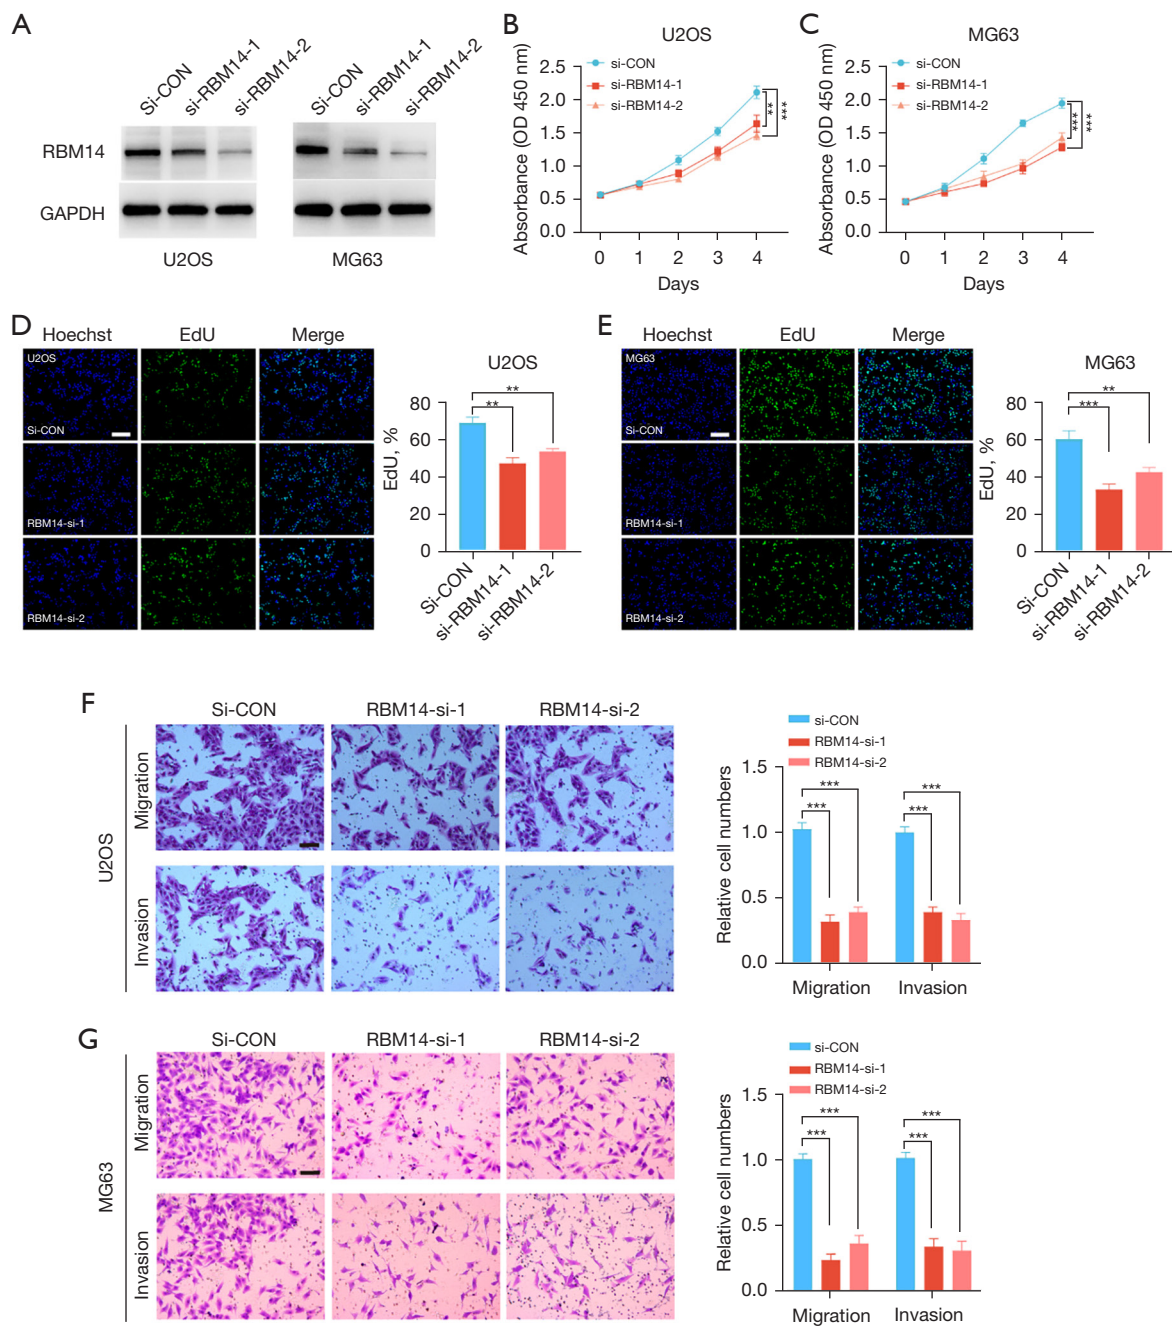 A
Si-CON
si-RBM14-1
si-RBM14-2
Si-CON
si-RBM14-1
si-RBM14-2
RBM14
GAPDH
U2OS
MG63
B
U2OS
si-CON
si-RBM14-1
si-RBM14-2
Absorbance (OD 450 nm)
2.5
2.0
1.5
1.0
0.5
0.0
**
***
0 1 2 3 4
Days
C
MG63
si-CON
si-RBM14-1
si-RBM14-2
Absorbance (OD 450 nm)
2.5
2.0
1.5
1.0
0.5
0.0
***
***
0 1 2 3 4
Days
D
Hoechst EdU Merge
U2OS
Si-CON
RBM14-si-1
RBM14-si-2
U2OS
EdU, %
80
60
40
20
0
**
**
Si-CON
si-RBM14-1
si-RBM14-2
E
Hoechst EdU Merge
MG63
Si-CON
RBM14-si-1
RBM14-si-2
MG63
EdU, %
80
60
40
20
0
**
***
Si-CON
si-RBM14-1
si-RBM14-2
F
Si-CON RBM14-si-1 RBM14-si-2
U2OS
Migration
Invasion
si-CON
RBM14-si-1
RBM14-si-2
Relative cell numbers
1.5
1.0
0.5
0.0
***
***
***
***
Migration Invasion
G
Si-CON RBM14-si-1 RBM14-si-2
MG63
Migration
Invasion
si-CON
RBM14-si-1
RBM14-si-2
Relative cell numbers
1.5
1.0
0.5
0.0
***
***
***
***
Migration Invasion